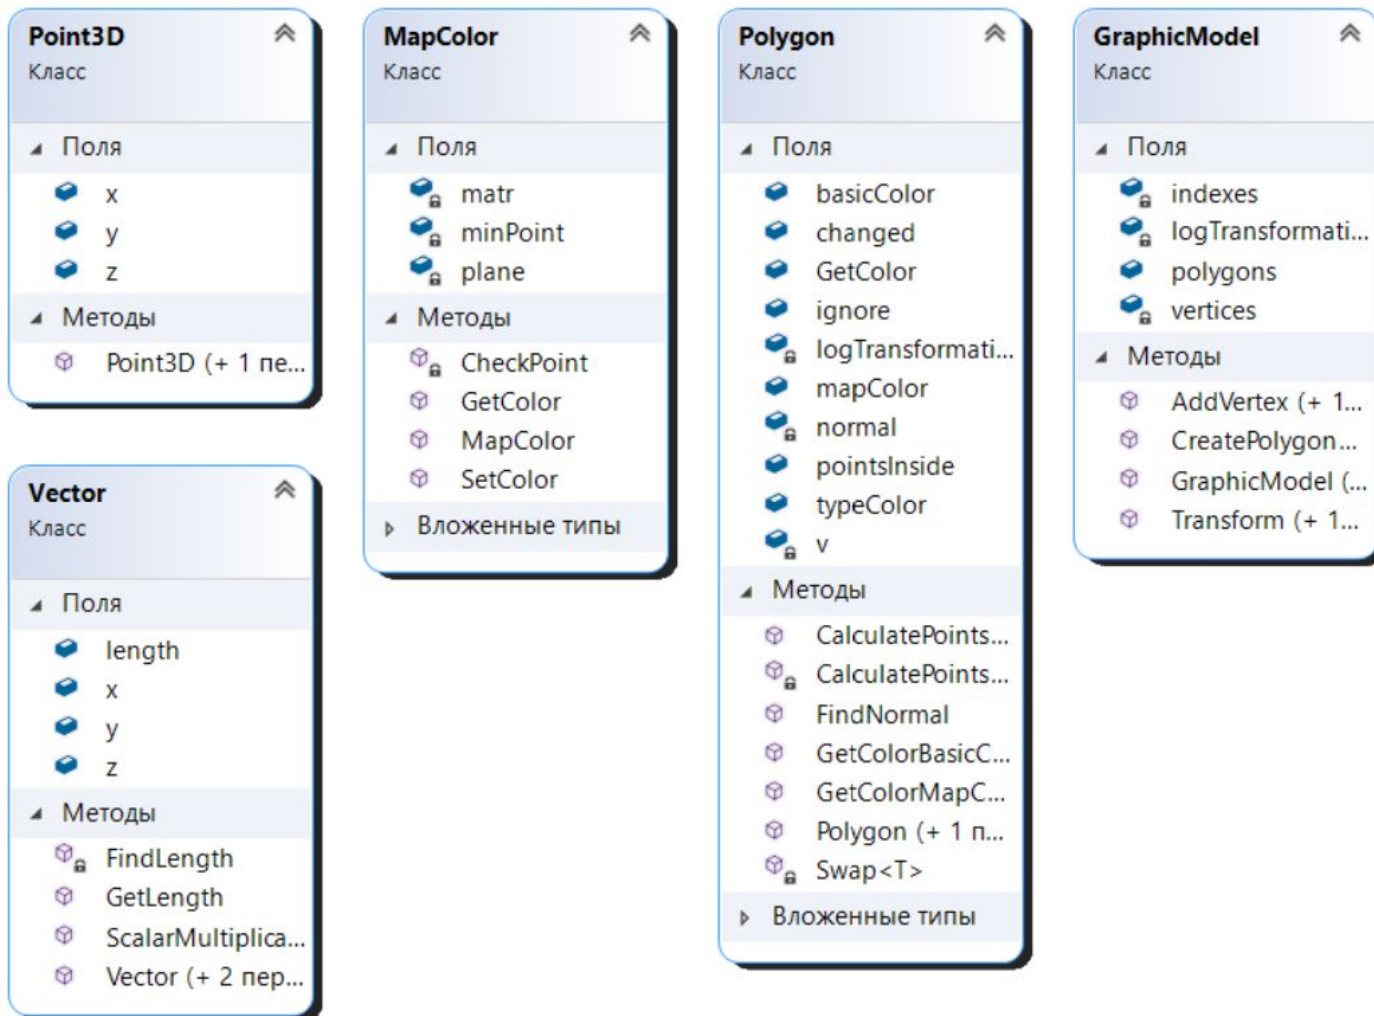 Point3D
Класс
Поля
x
y
z
Методы
Point3D (+ 1 пе...
Vector
Класс
Поля
length
x
y
z
Методы
FindLength
GetLength
ScalarMultiplica...
Vector (+ 2 пер...
MapColor
Класс
Поля
matr
minPoint
plane
Методы
CheckPoint
GetColor
MapColor
SetColor
Вложенные типы
Polygon
Класс
Поля
basicColor
changed
GetColor
ignore
logTransformati...
mapColor
normal
pointsInside
typeColor
v
Методы
CalculatePoints...
CalculatePoints...
FindNormal
GetColorBasicC...
GetColorMapC...
Polygon (+ 1 п...
Swap<T>
Вложенные типы
GraphicModel
Класс
Поля
indexes
logTransformati...
polygons
vertices
Методы
AddVertex (+ 1...
CreatePolygon...
GraphicModel (...
Transform (+ 1...